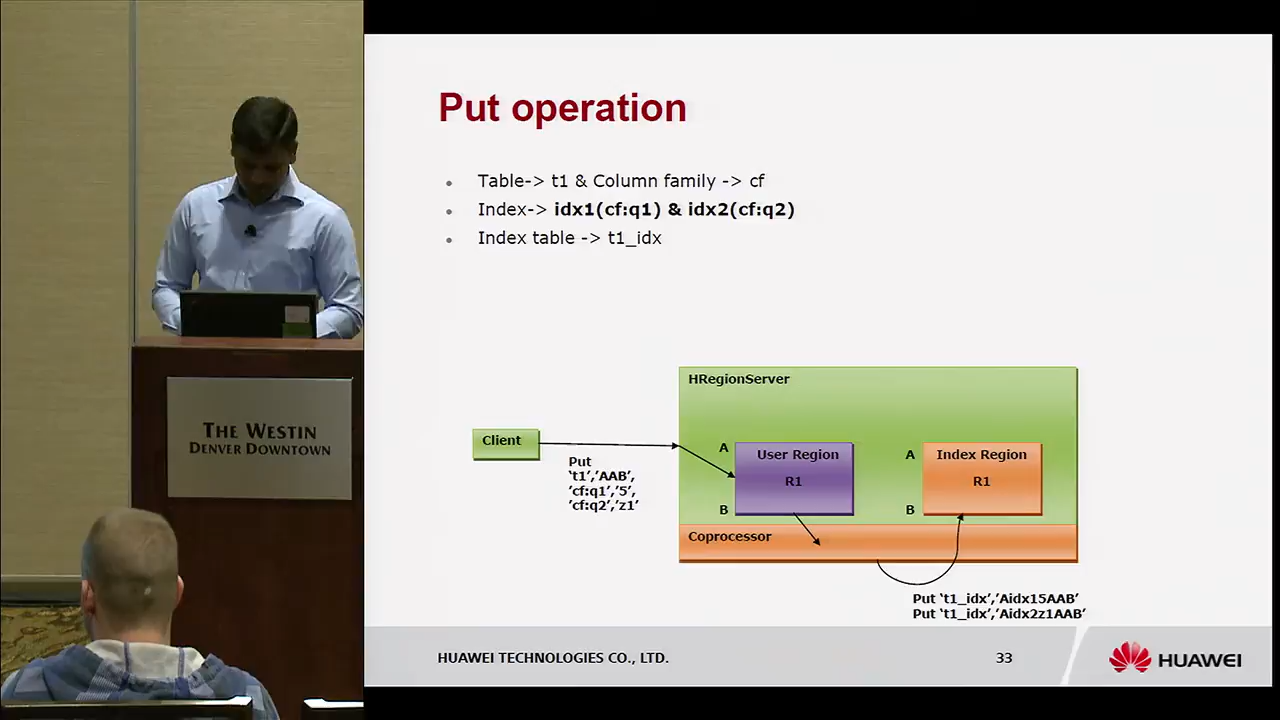 Put operation
Table-> t1 & Column family -> cf
Index-> idx1(cf:q1) & idx2(cf:q2)
Index table -> t1_idx
HRegionServer
Client
Put
‘t1’,’AAB’,
’cf:q1’,’5’,
’cf:q2’,’z1’
A
User Region
R1
B
A
Index Region
R1
B
Coprocessor
Put ‘t1_idx’,’Aidx15AAB’
Put ‘t1_idx’,’Aidx2z1AAB’
HUAWEI TECHNOLOGIES CO., LTD.
33
HUAWEI
THE WESTIN
DENVER DOWNTOWN